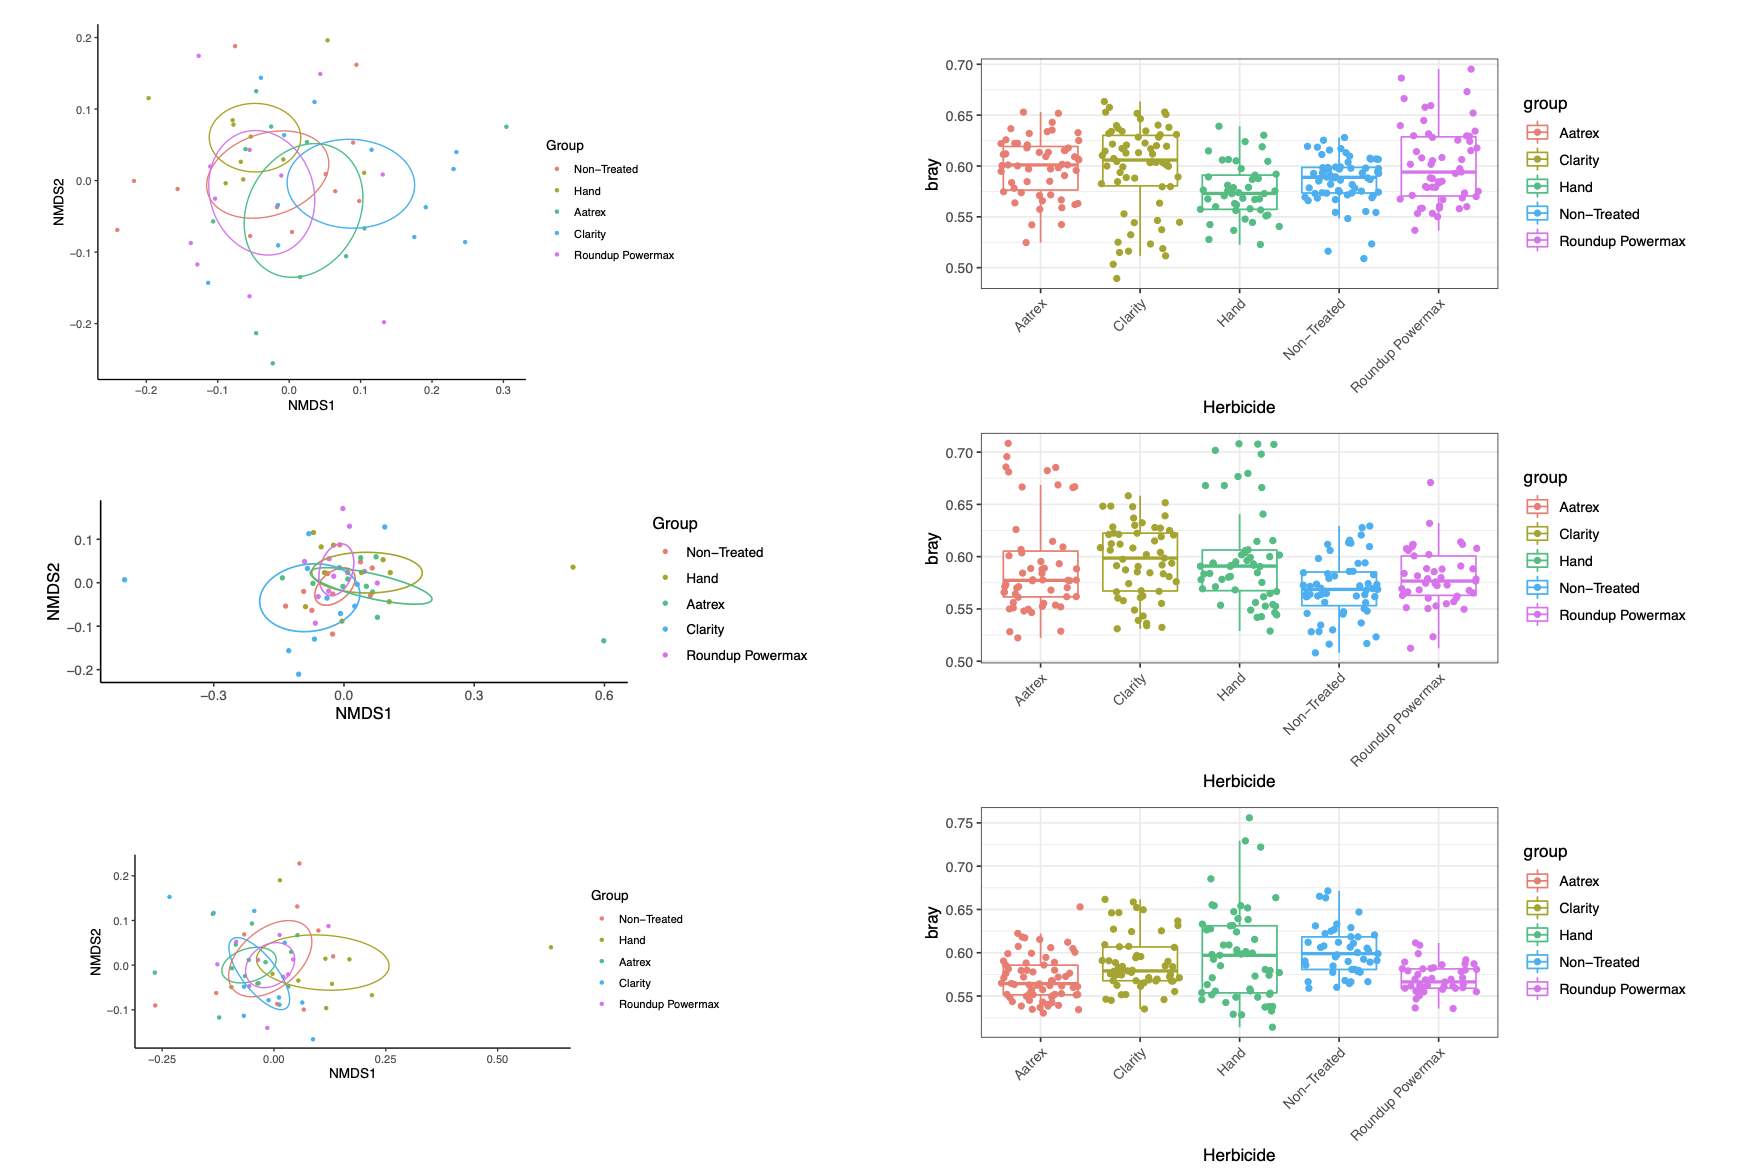 0.2
0.1
0.0
−0.1
−0.2
NMDS2
−0.2 −0.1 0.0 0.1 0.2 0.3
NMDS1
Group
Non−Treated
Hand
Aatrex
Clarity
Roundup Powermax
0.70
0.65
0.60
0.55
0.50
bray
Aatrex
Clarity
Hand
Non−Treated
Roundup Powermax
Herbicide
group
Aatrex
Clarity
Hand
Non−Treated
Roundup Powermax
0.1
0.0
−0.1
−0.2
NMDS2
−0.3 0.0 0.3 0.6
NMDS1
Group
Non−Treated
Hand
Aatrex
Clarity
Roundup Powermax
0.70
0.65
0.60
0.55
0.50
bray
Aatrex
Clarity
Hand
Non−Treated
Roundup Powermax
Herbicide
group
Aatrex
Clarity
Hand
Non−Treated
Roundup Powermax
0.2
0.1
0.0
−0.1
NMDS2
−0.25 0.00 0.25 0.50
NMDS1
Group
Non−Treated
Hand
Aatrex
Clarity
Roundup Powermax
0.75
0.70
0.65
0.60
0.55
bray
Aatrex
Clarity
Hand
Non−Treated
Roundup Powermax
Herbicide
group
Aatrex
Clarity
Hand
Non−Treated
Roundup Powermax